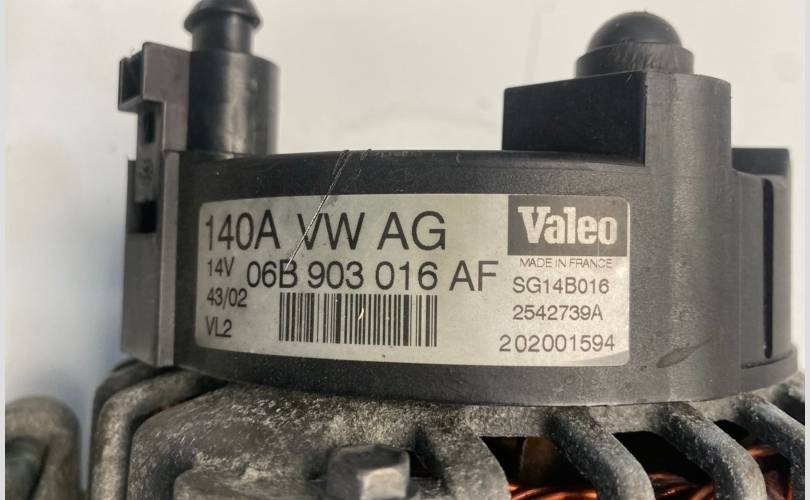 140A VW AG
14V 06B 903 016 AF
43/02
VL2
Valeo
MADE IN FRANCE
SG14B016
2542739A
202001594